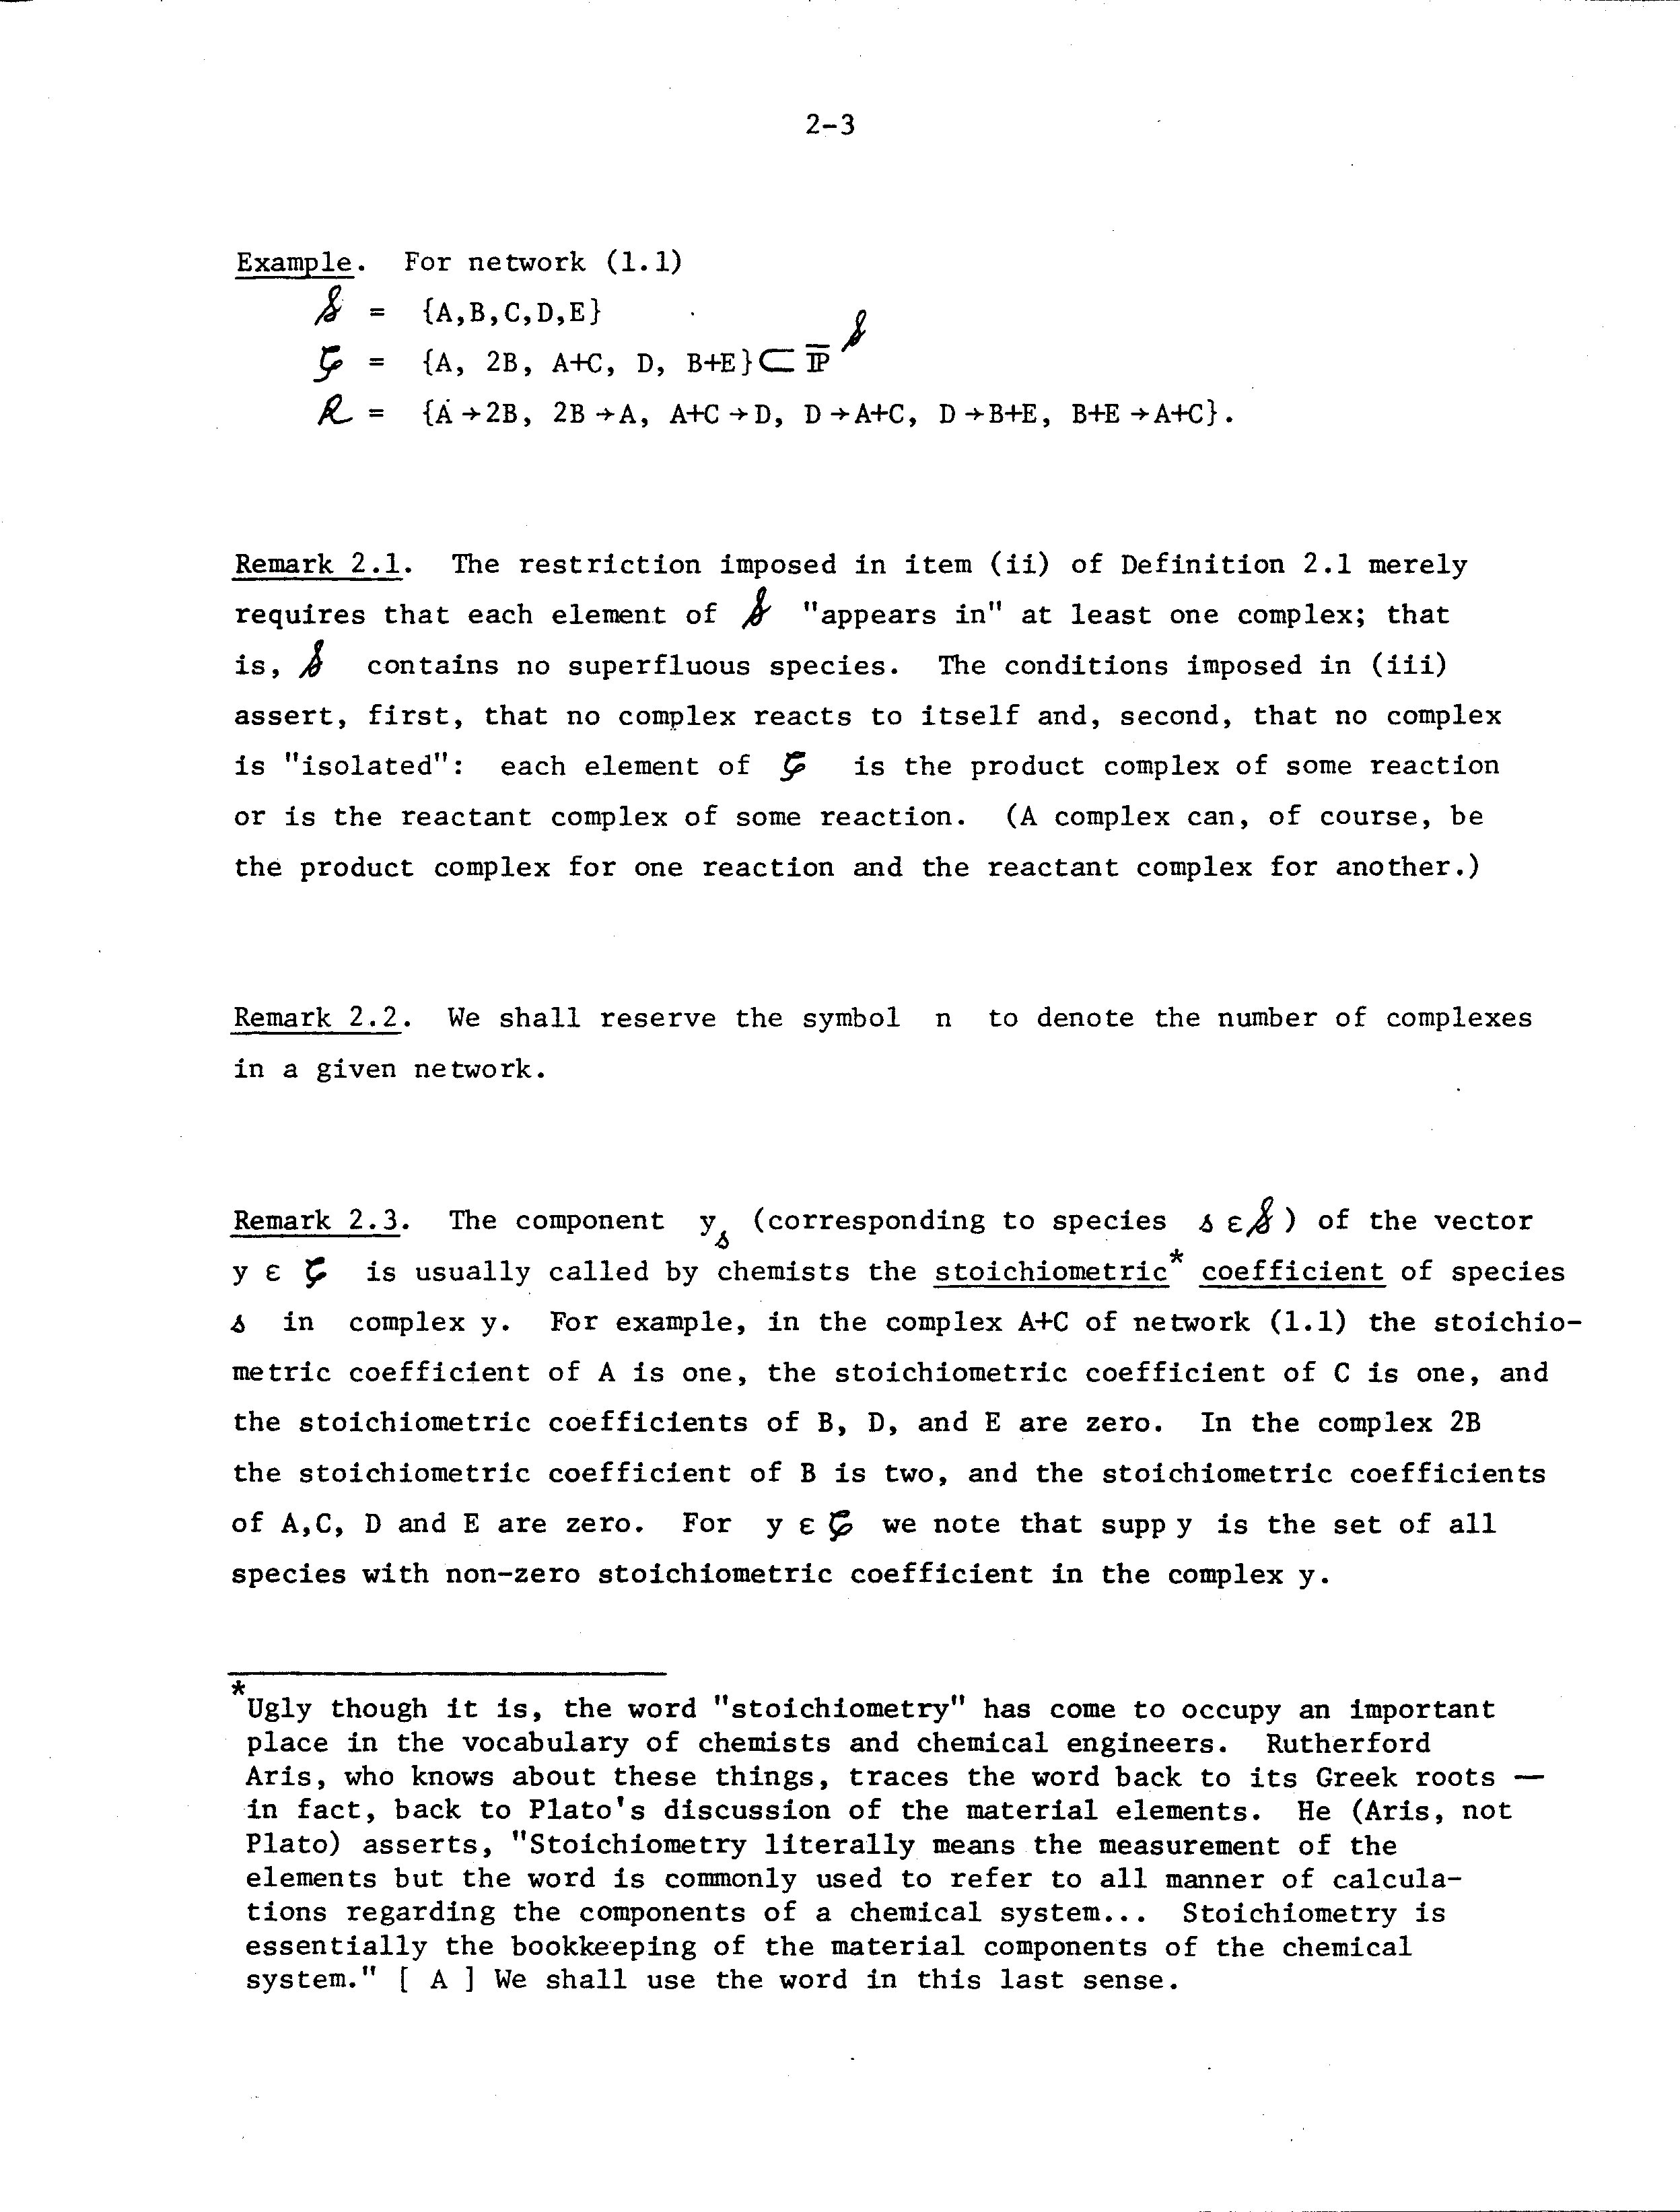 2-3
Example. For network (1.1)
𝒮 = {A,B,C,D,E}
𝒞 = {A, 2B, A+C, D, B+E} ⊂ ℙ̅^𝒮
ℛ = {A→2B, 2B→A, A+C→D, D→A+C, D→B+E, B+E→A+C}.
Remark 2.1. The restriction imposed in item (ii) of Definition 2.1 merely
requires that each element of 𝒮 "appears in" at least one complex; that
is, 𝒮 contains no superfluous species. The conditions imposed in (iii)
assert, first, that no complex reacts to itself and, second, that no complex
is "isolated": each element of 𝒞 is the product complex of some reaction
or is the reactant complex of some reaction. (A complex can, of course, be
the product complex for one reaction and the reactant complex for another.)
Remark 2.2. We shall reserve the symbol n to denote the number of complexes
in a given network.
Remark 2.3. The component y_𝓈 (corresponding to species 𝓈 ε 𝒮) of the vector
y ε 𝒞 is usually called by chemists the stoichiometric* coefficient of species
𝓈 in complex y. For example, in the complex A+C of network (1.1) the stoichio-
metric coefficient of A is one, the stoichiometric coefficient of C is one, and
the stoichiometric coefficients of B, D, and E are zero. In the complex 2B
the stoichiometric coefficient of B is two, and the stoichiometric coefficients
of A,C, D and E are zero. For y ε 𝒞 we note that supp y is the set of all
species with non-zero stoichiometric coefficient in the complex y.
*Ugly though it is, the word "stoichiometry" has come to occupy an important
place in the vocabulary of chemists and chemical engineers. Rutherford
Aris, who knows about these things, traces the word back to its Greek roots —
in fact, back to Plato's discussion of the material elements. He (Aris, not
Plato) asserts, "Stoichiometry literally means the measurement of the
elements but the word is commonly used to refer to all manner of calcula-
tions regarding the components of a chemical system... Stoichiometry is
essentially the bookkeeping of the material components of the chemical
system." [ A ] We shall use the word in this last sense.